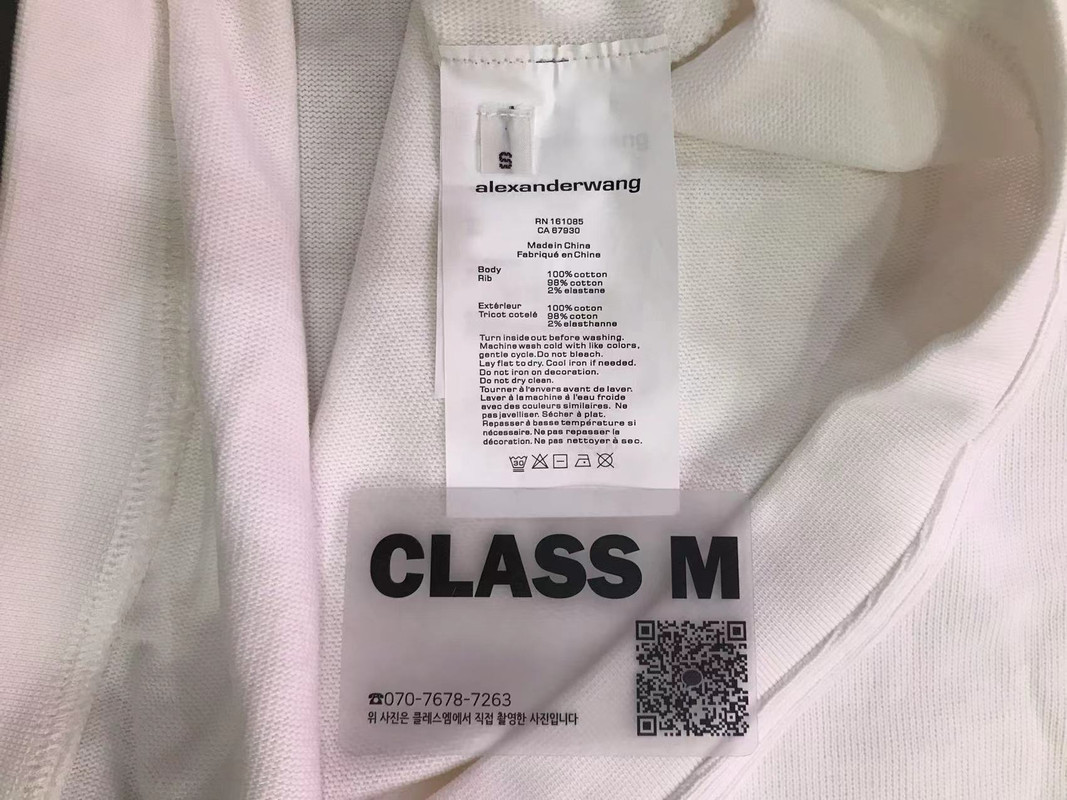 S
alexanderwang
RN 161085
CA 67930
Made in China
Fabriqué en Chine
Body 100% cotton
Rib 98% cotton
2% elastane
Extérieur 100% coton
Tricot cotelé 98% coton
2% elasthanne
Turn inside out before washing.
Machine wash cold with like colors,
gentle cycle. Do not bleach.
Lay flat to dry. Cool iron if needed.
Do not iron on decoration.
Do not dry clean.
Tourner à l'envers avant de laver.
Laver à la machine à l'eau froide
avec des couleurs similaires. Ne
pas javelliser. Sécher à plat.
Repasser à basse température si
nécessaire. Ne pas repasser la
décoration. Ne pas nettoyer à sec.
30
CLASS M
☎070-7678-7263
위 사진은 클레스엠에서 직접 촬영한 사진입니다